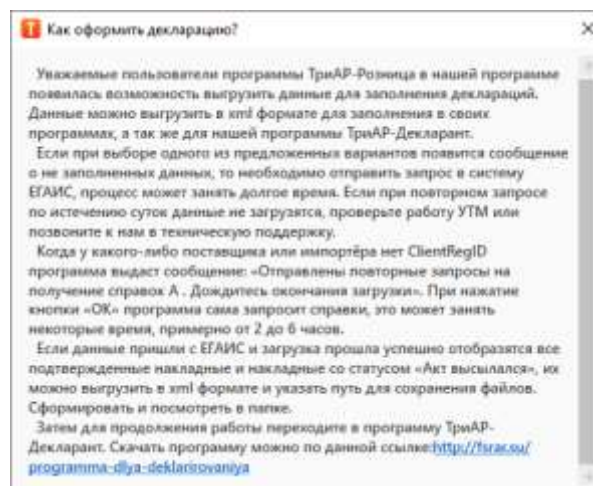 Как оформить декларацию?
Уважаемые пользователи программы ТриАР-Розница в нашей программе
появилась возможность выгрузить данные для заполнения деклараций.
Данные можно выгрузить в xml формате для заполнения в своих
программах, а так же для нашей программы ТриАР-Декларант.
Если при выборе одного из предложенных вариантов появится сообщение
о не заполненных данных, то необходимо отправить запрос в систему
ЕГАИС, процесс может занять долгое время. Если при повторном запросе
по истечению суток данные не загрузятся, проверьте работу УТМ или
позвоните к нам в техническую поддержку.
Когда у какого-либо поставщика или импортёра нет ClientRegID
программа выдаст сообщение: «Отправлены повторные запросы на
получение справок А . Дождитесь окончания загрузки». При нажатие
кнопки «ОК» программа сама запросит справки, это может занять
некоторые время, примерно от 2 до 6 часов.
Если данные пришли с ЕГАИС и загрузка прошла успешно отобразятся все
подтвержденные накладные и накладные со статусом «Акт высылался», их
можно выгрузить в xml формате и указать путь для сохранения файлов.
Сформировать и посмотреть в папке.
Затем для продолжения работы переходите в программу ТриАР-
Декларант. Скачать программу можно по данной ссылке:http://fsrar.su/
programma-dlya-deklarirovaniya